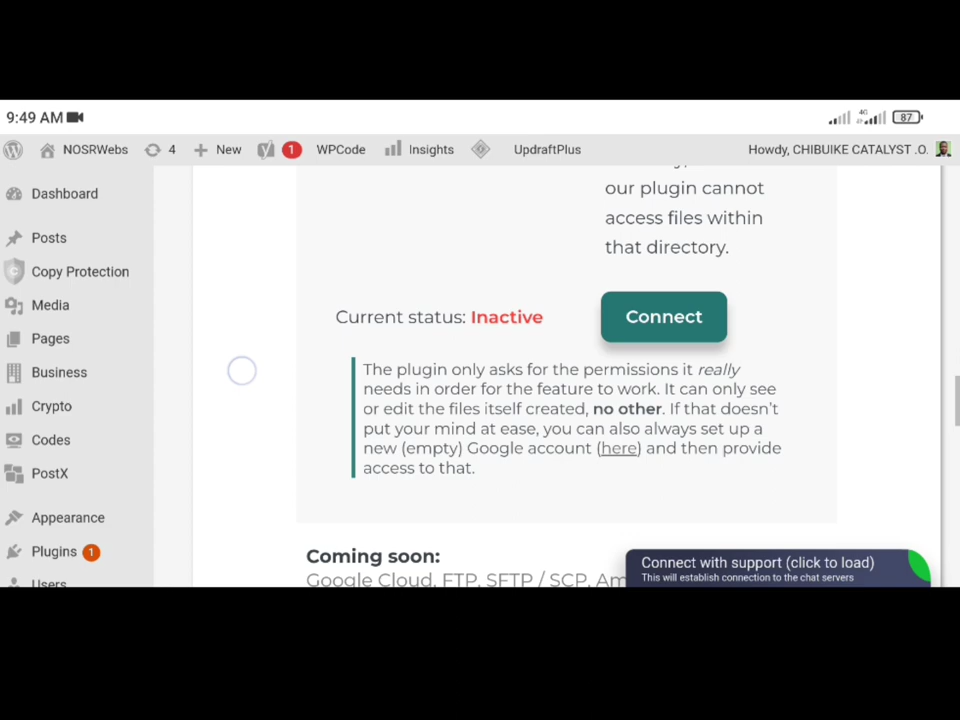 9:49 AM
4G
87
NOSRWebs
4
New
1
WPCode
Insights
UpdraftPlus
Howdy, CHIBUIKE CATALYST .O.
Dashboard
Posts
Copy Protection
Media
Pages
Business
Crypto
Codes
PostX
Appearance
Plugins 1
Users
our plugin cannot
access files within
that directory.
Current status: Inactive
Connect
The plugin only asks for the permissions it really
needs in order for the feature to work. It can only see
or edit the files itself created, no other. If that doesn't
put your mind at ease, you can also always set up a
new (empty) Google account (here) and then provide
access to that.
Coming soon:
Google Cloud, FTP, SFTP / SCP,
Connect with support (click to load)
This will establish connection to the chat servers